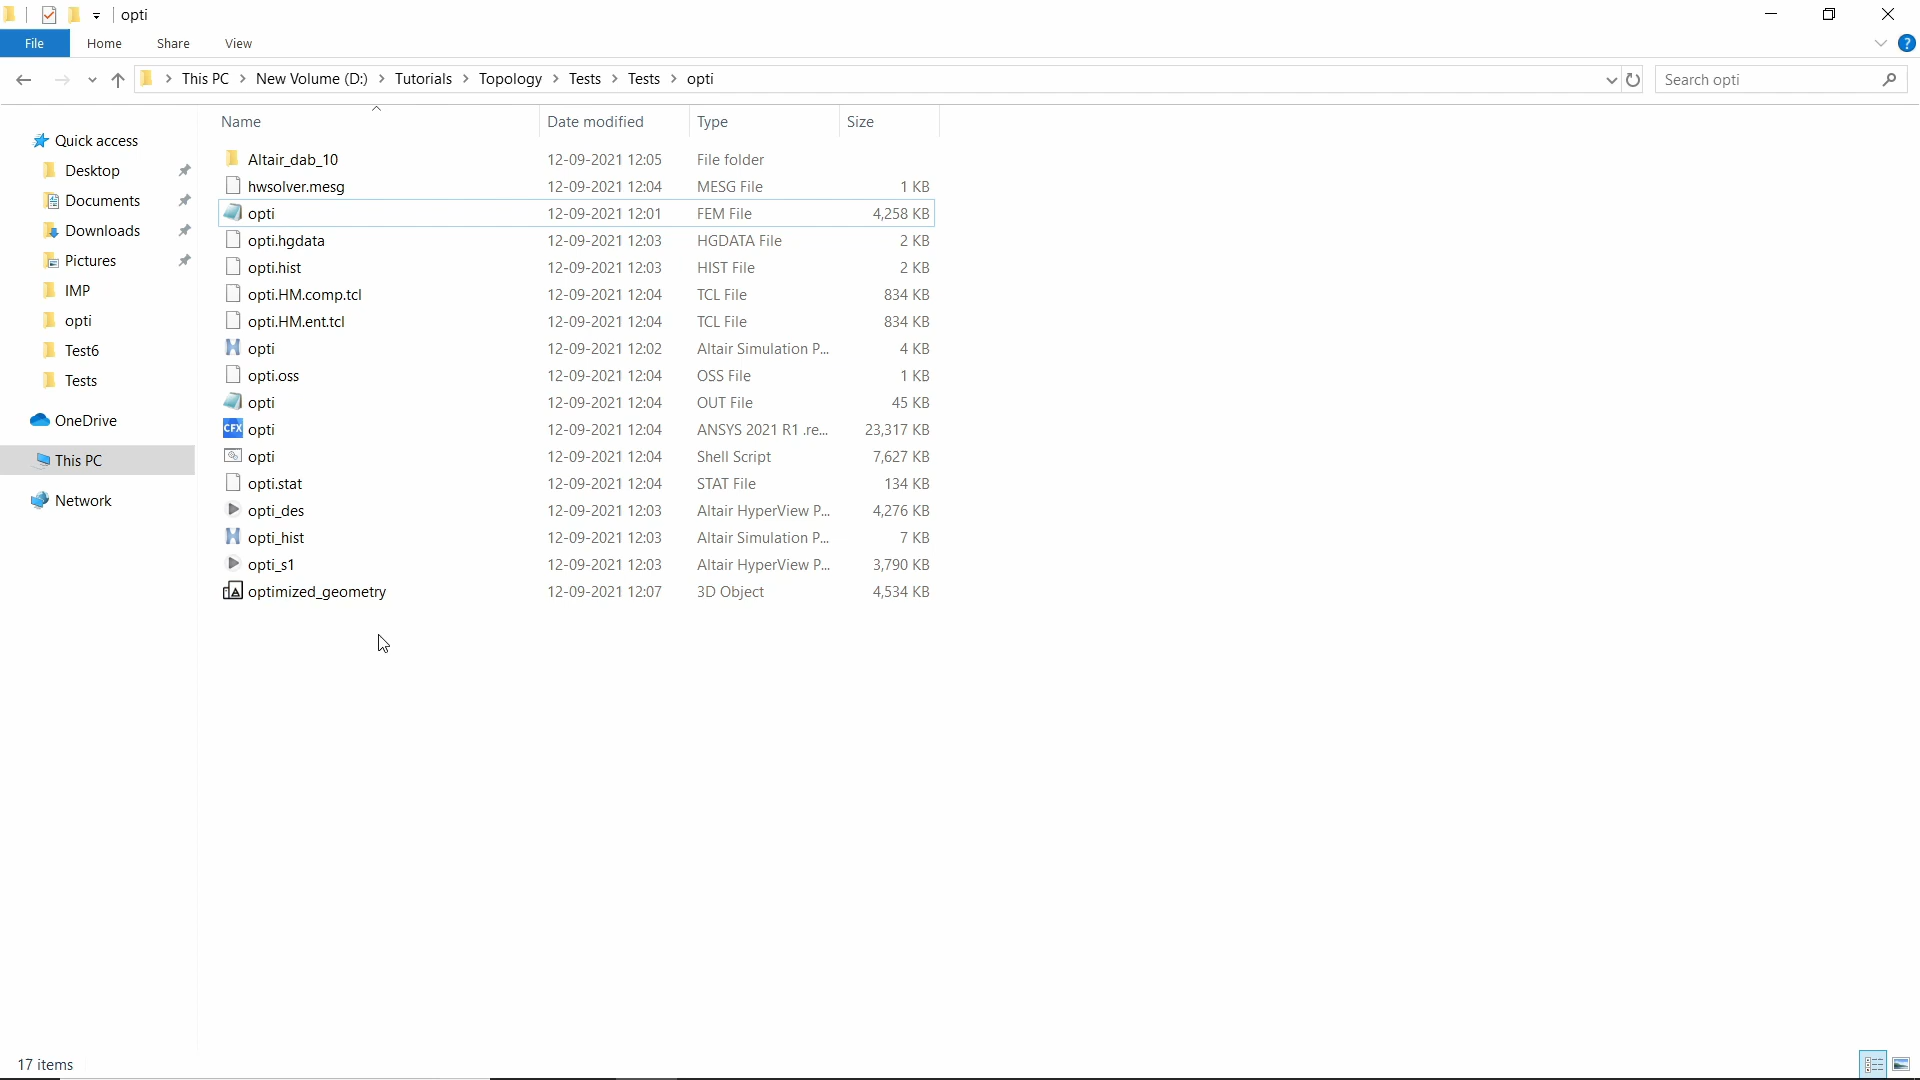 opti
File Home Share View
This PC > New Volume (D:) > Tutorials > Topology > Tests > Tests > opti
Search opti
Name Date modified Type Size
Quick access
Desktop
Documents
Downloads
Pictures
IMP
opti
Test6
Tests
OneDrive
This PC
Network
Altair_dab_10 12-09-2021 12:05 File folder
hwsolver.mesg 12-09-2021 12:04 MESG File 1 KB
opti 12-09-2021 12:01 FEM File 4,258 KB
opti.hgdata 12-09-2021 12:03 HGDATA File 2 KB
opti.hist 12-09-2021 12:03 HIST File 2 KB
opti.HM.comp.tcl 12-09-2021 12:04 TCL File 834 KB
opti.HM.ent.tcl 12-09-2021 12:04 TCL File 834 KB
opti 12-09-2021 12:02 Altair Simulation P... 4 KB
opti.oss 12-09-2021 12:04 OSS File 1 KB
opti 12-09-2021 12:04 OUT File 45 KB
CFX opti 12-09-2021 12:04 ANSYS 2021 R1 .re... 23,317 KB
opti 12-09-2021 12:04 Shell Script 7,627 KB
opti.stat 12-09-2021 12:04 STAT File 134 KB
opti_des 12-09-2021 12:03 Altair HyperView P... 4,276 KB
opti_hist 12-09-2021 12:03 Altair Simulation P... 7 KB
opti_s1 12-09-2021 12:03 Altair HyperView P... 3,790 KB
optimized_geometry 12-09-2021 12:07 3D Object 4,534 KB
17 items